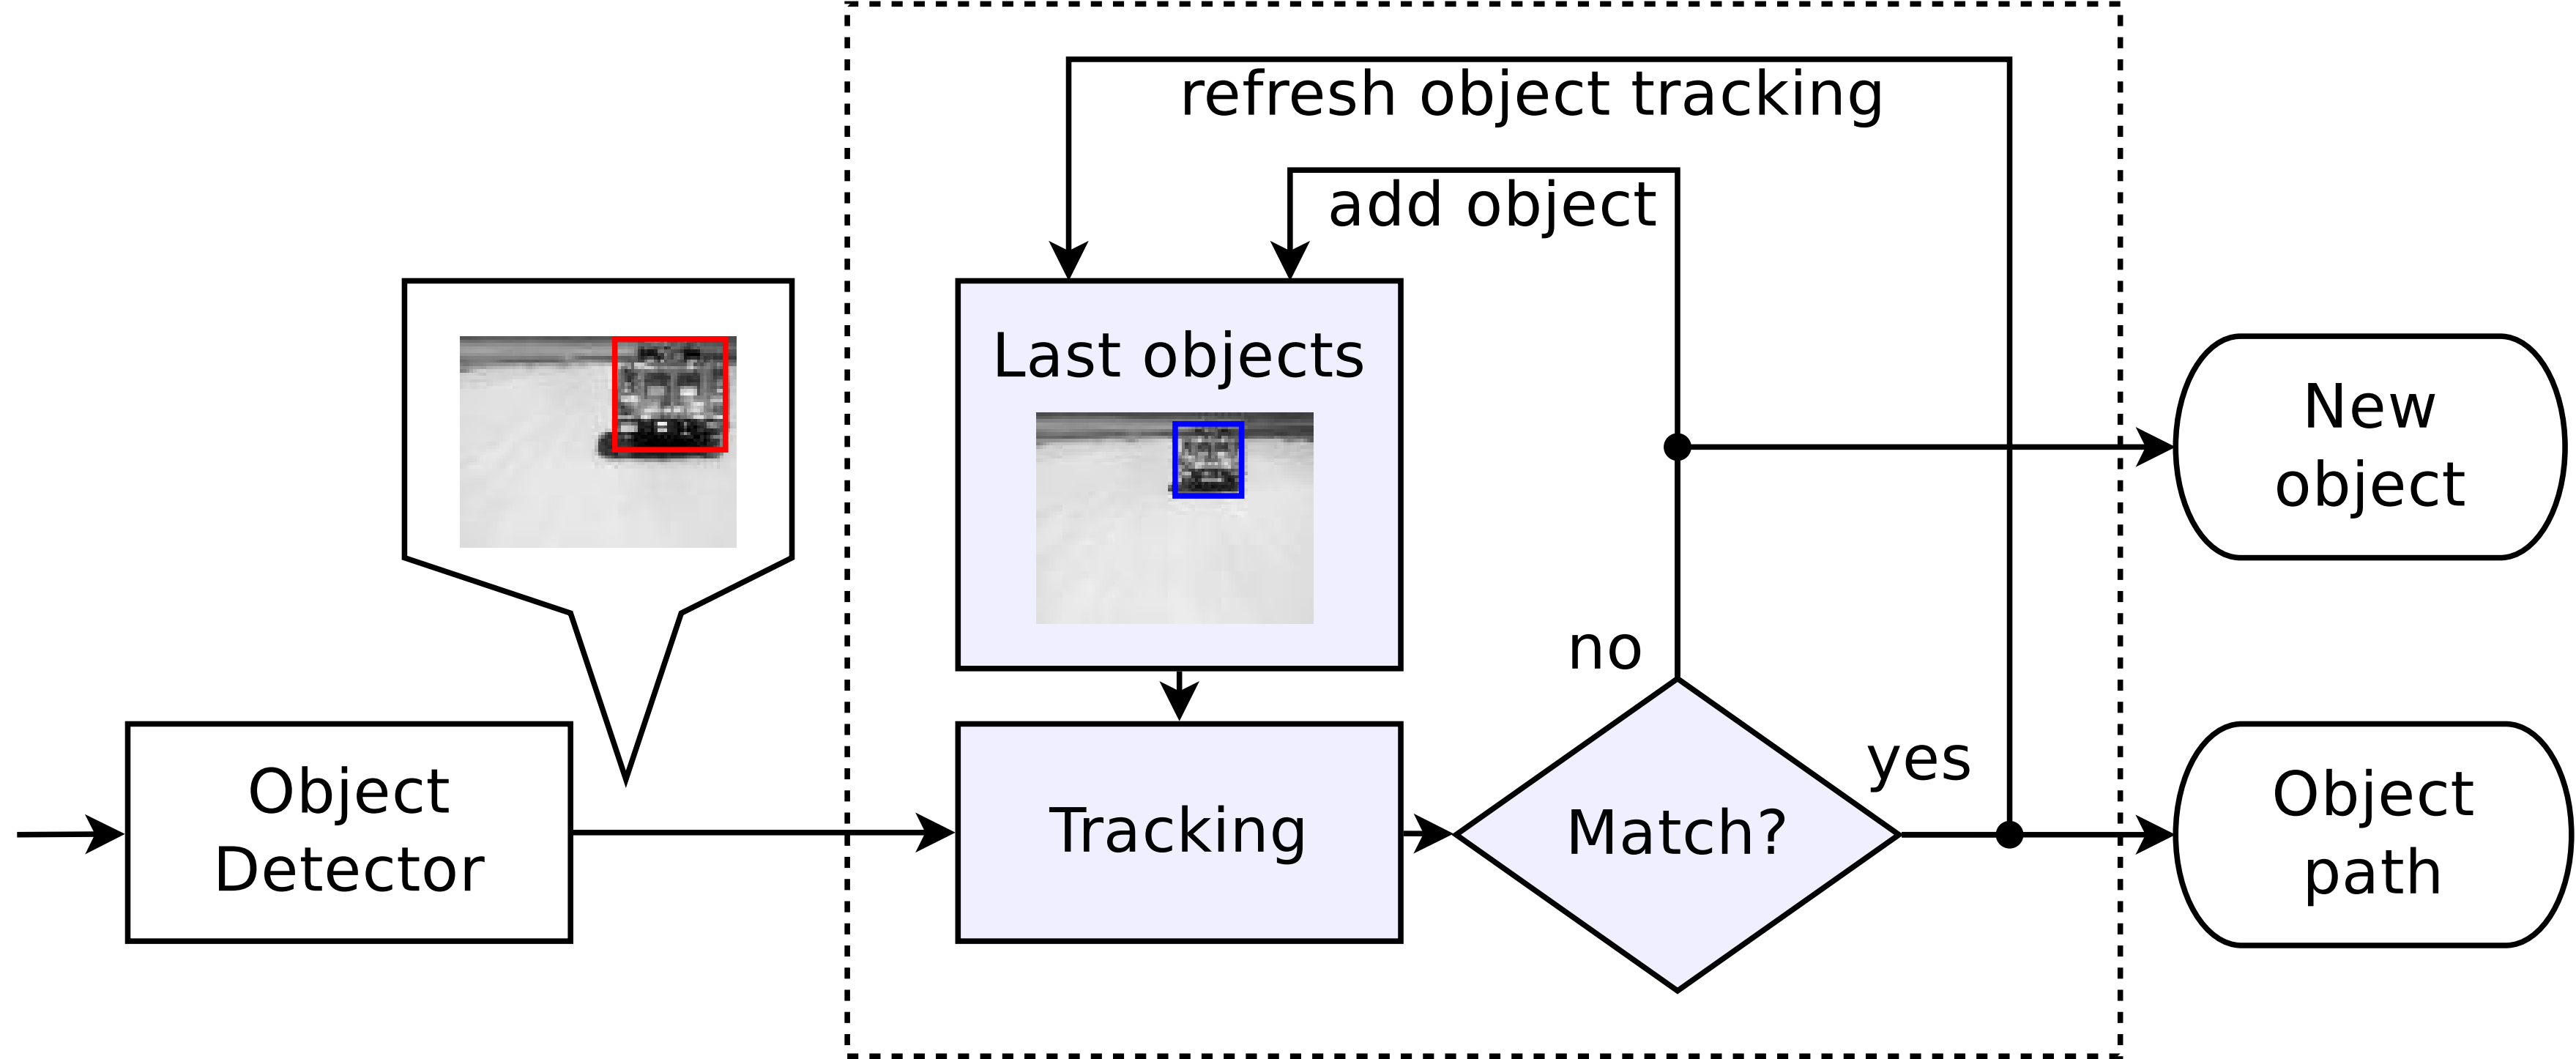 refresh object tracking
add object
Last objects
New
object
no
yes
Object
Detector
Tracking
Match?
Object
path